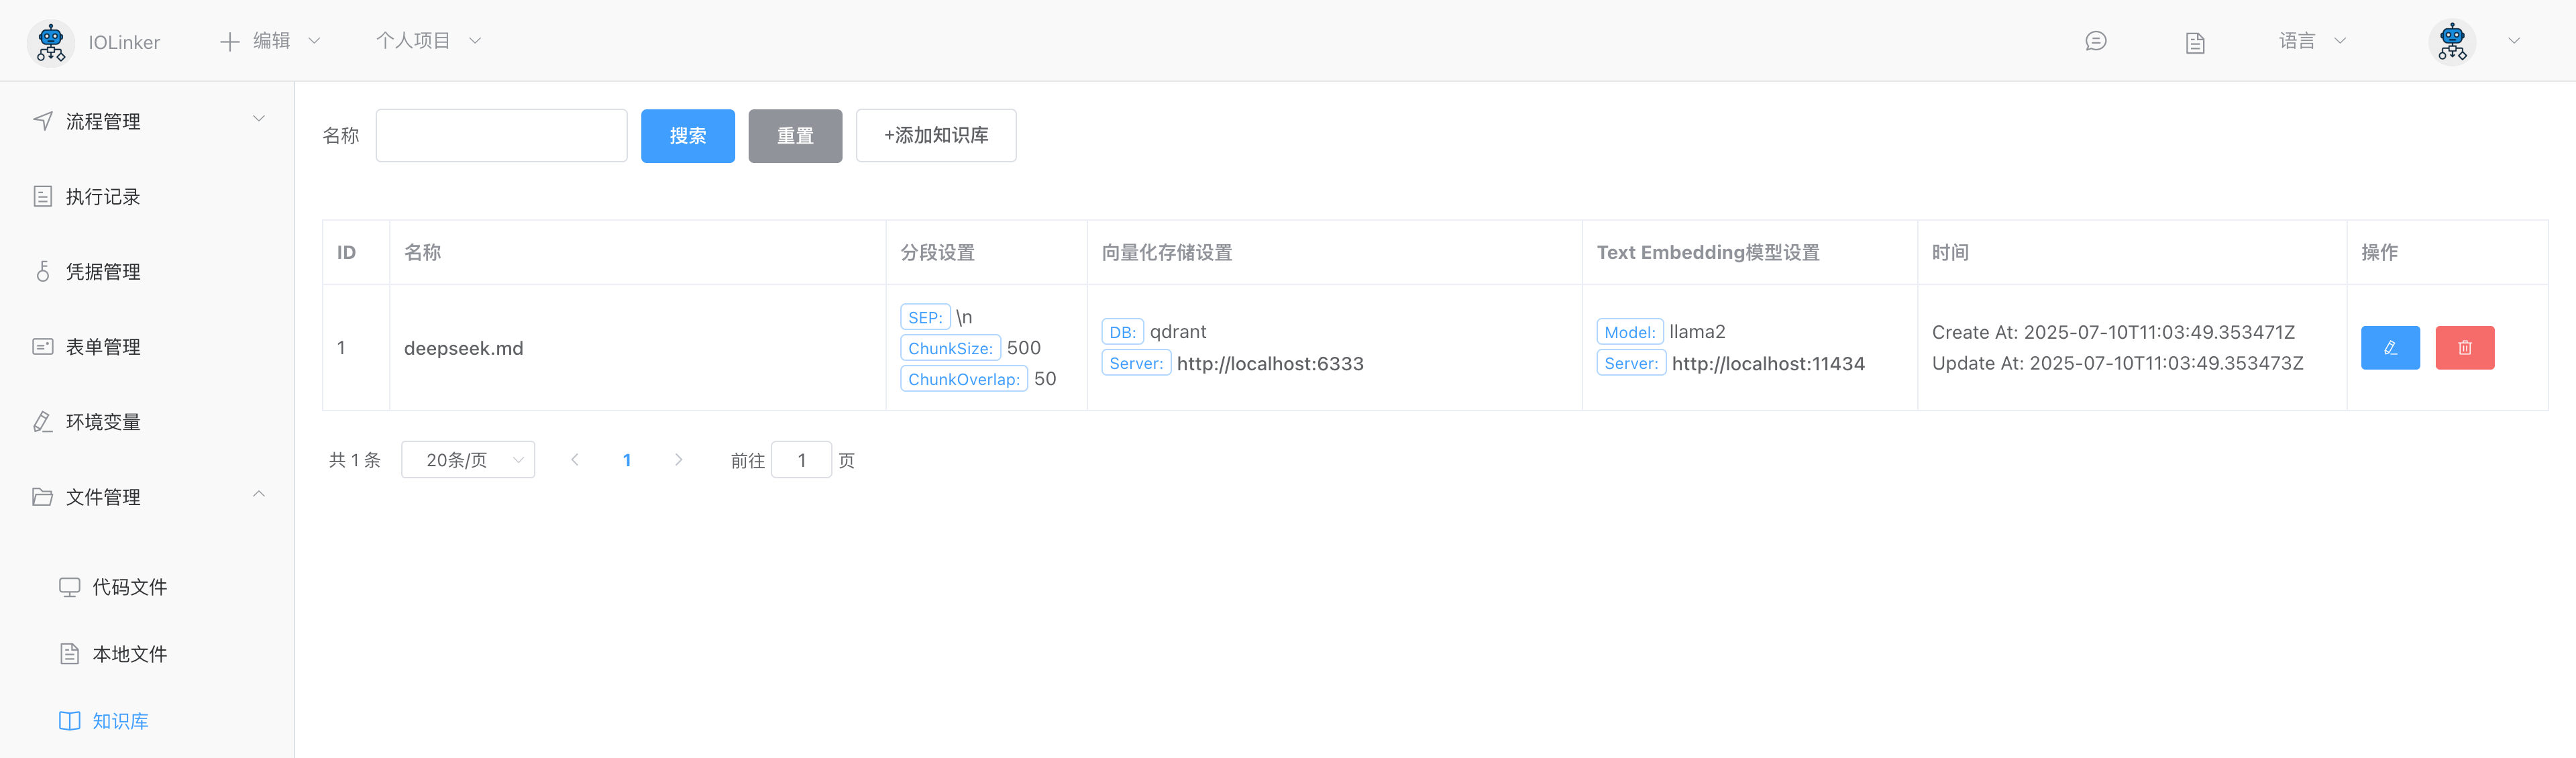 IOLinker
编辑
个人项目
语言
流程管理
执行记录
凭据管理
表单管理
环境变量
文件管理
代码文件
本地文件
知识库
名称
搜索
重置
+添加知识库
ID 名称 分段设置 向量化存储设置 Text Embedding模型设置 时间 操作
1
deepseek.md
SEP: \n
ChunkSize: 500
ChunkOverlap: 50
DB: qdrant
Server: http://localhost:6333
Model: llama2
Server: http://localhost:11434
Create At: 2025-07-10T11:03:49.353471Z
Update At: 2025-07-10T11:03:49.353473Z
共 1 条 20条/页 1 前往 1 页